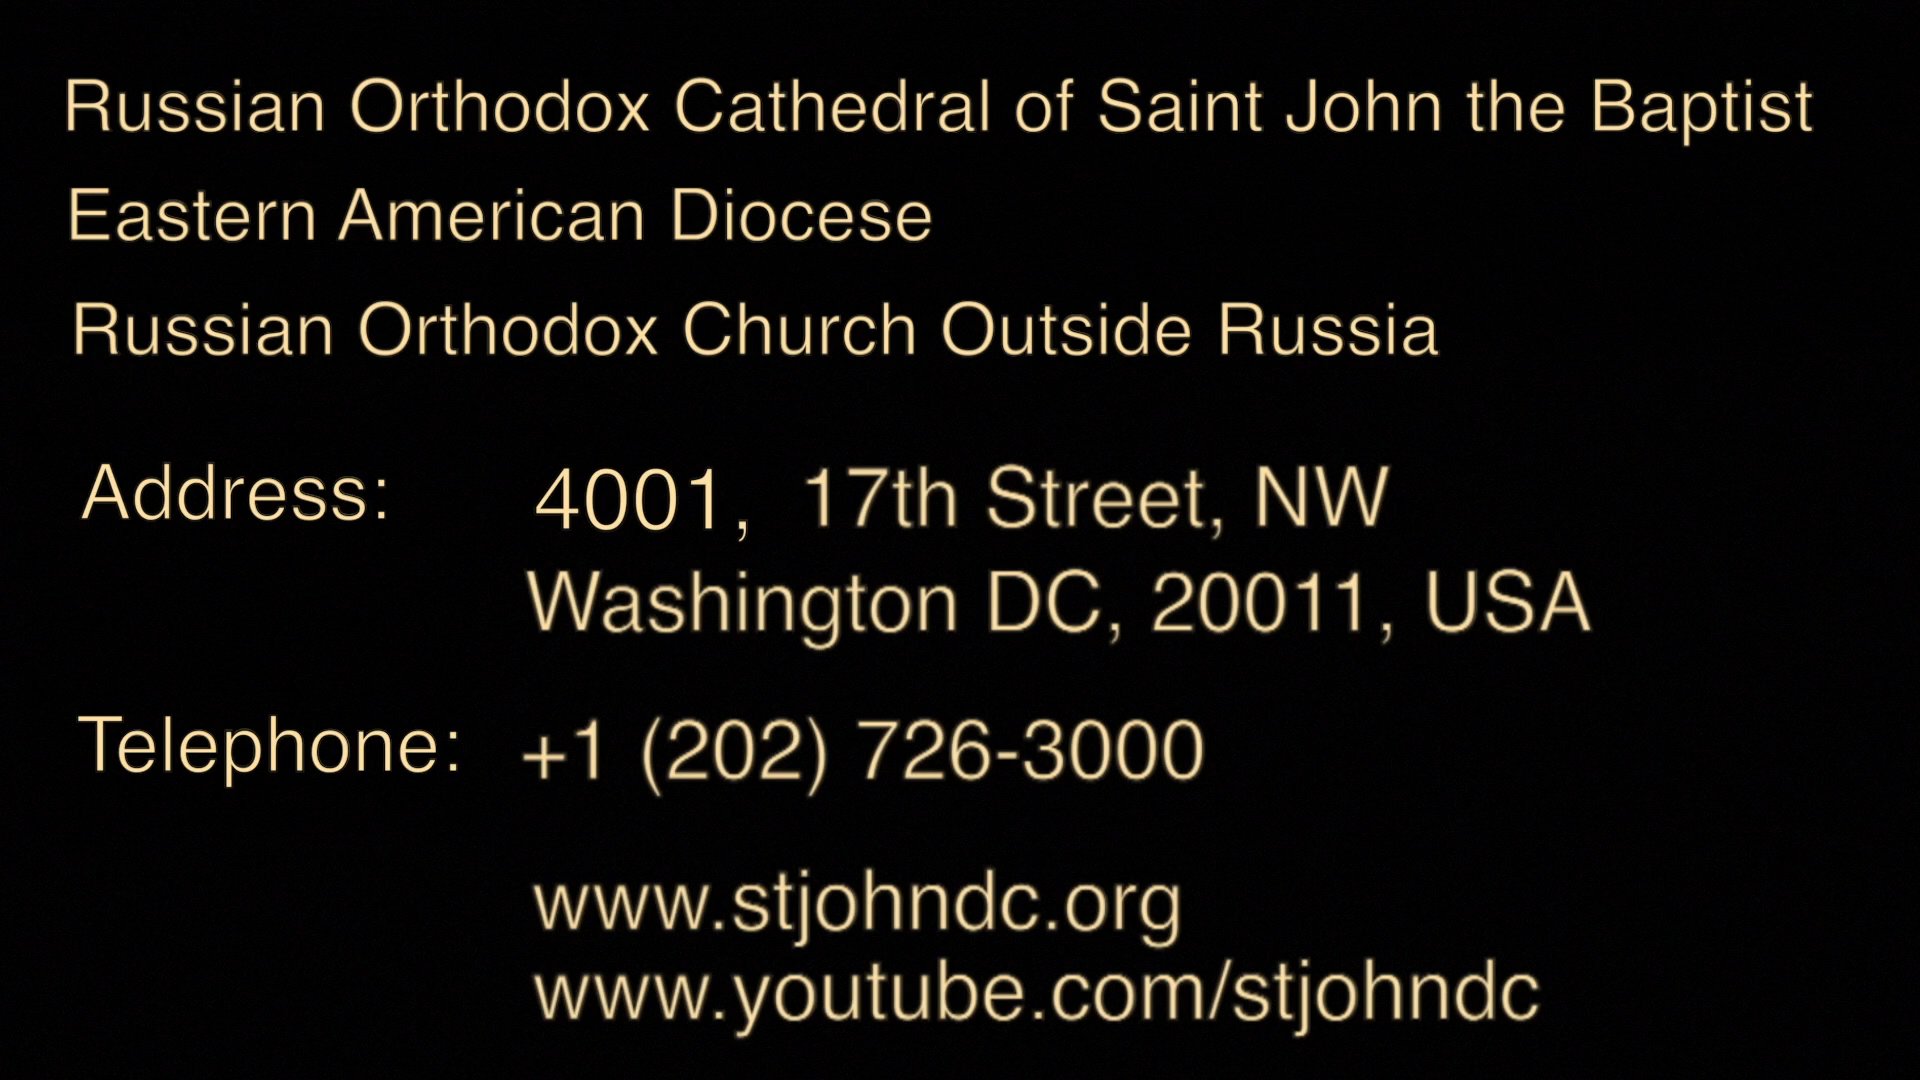 Russian Orthodox Cathedral of Saint John the Baptist
Eastern American Diocese
Russian Orthodox Church Outside Russia
Address: 4001, 17th Street, NW
Washington DC, 20011, USA
Telephone: +1 (202) 726-3000
www.stjohndc.org
www.youtube.com/stjohndc